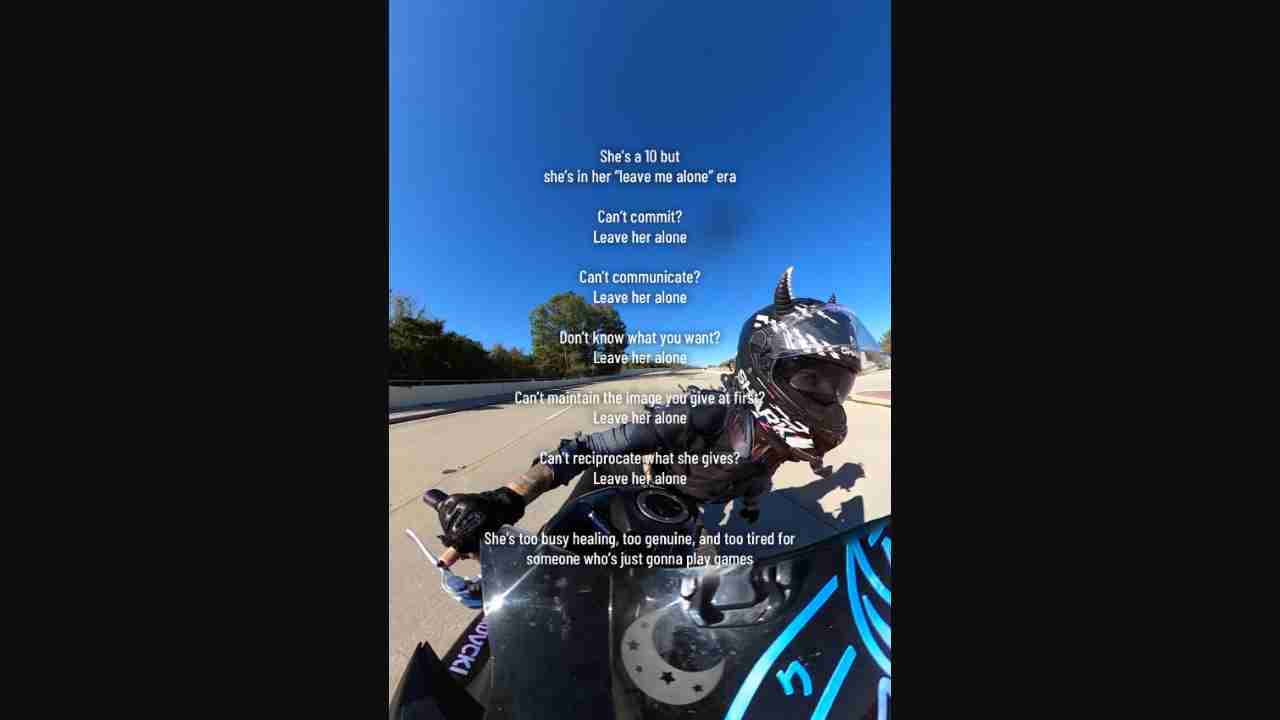 She's a 10 but
she's in her “leave me alone” era
Can't commit?
Leave her alone
Can't communicate?
Leave her alone
Don't know what you want?
Leave her alone
Can't maintain the image you give at first?
Leave her alone
Can't reciprocate what she gives?
Leave her alone
She's too busy healing, too genuine, and too tired for
someone who's just gonna play games
SHARK